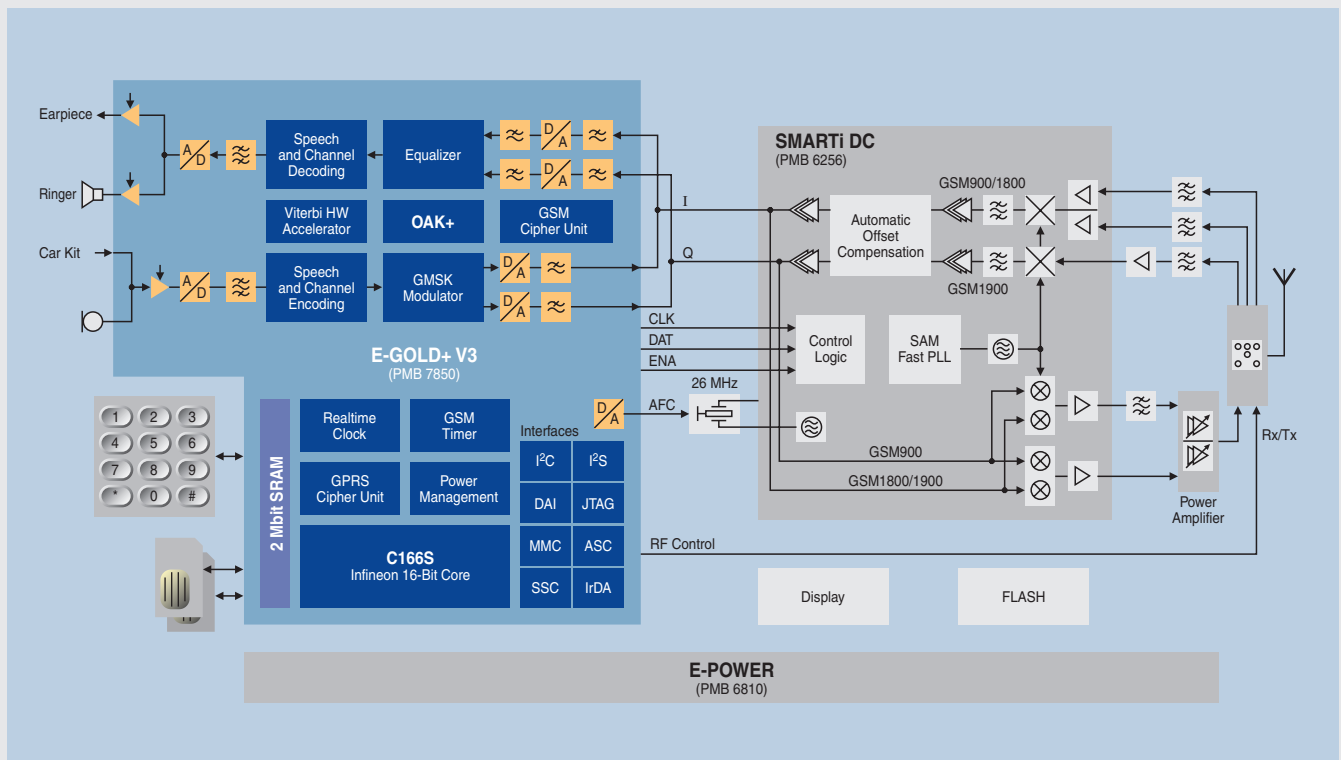 Earpiece
Ringer
Car Kit
A/D
Speech
and Channel
Decoding
Equalizer
D/A
D/A
Viterbi HW
Accelerator
OAK+
GSM
Cipher Unit
A/D
Speech
and Channel
Encoding
GMSK
Modulator
D/A
D/A
E-GOLD+ V3
(PMB 7850)
I
Q
CLK
DAT
ENA
SMARTi DC
(PMB 6256)
GSM900/1800
Automatic
Offset
Compensation
GSM1900
Control
Logic
SAM
Fast PLL
26 MHz
D/A
AFC
GSM900
GSM1800/1900
Rx/Tx
Power
Amplifier
1 2 3
4 5 6
7 8 9
* 0 #
2 Mbit SRAM
Realtime
Clock
GSM
Timer
GPRS
Cipher Unit
Power
Management
C166S
Infineon 16-Bit Core
Interfaces
I²C I²S
DAI JTAG
MMC ASC
SSC IrDA
RF Control
Display
FLASH
E-POWER
(PMB 6810)